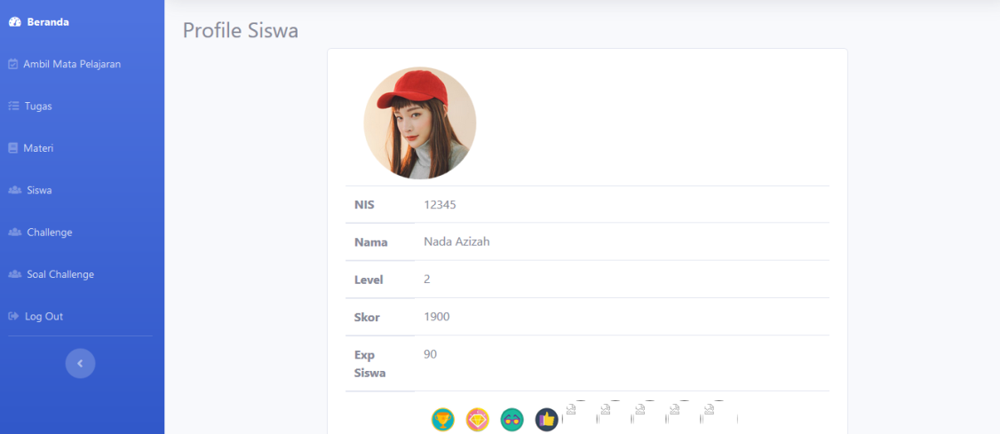 Beranda
Ambil Mata Pelajaran
Tugas
Materi
Siswa
Challenge
Soal Challenge
Log Out
Profile Siswa
NIS 12345
Nama Nada Azizah
Level 2
Skor 1900
Exp 90
Siswa